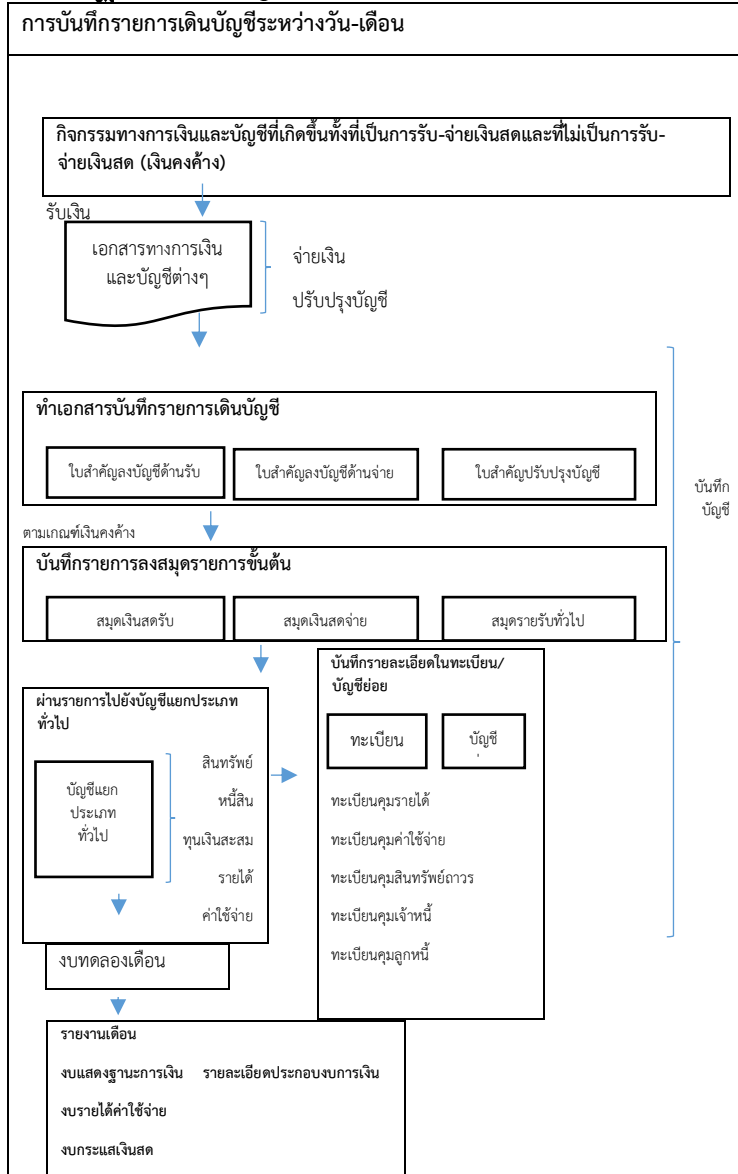 การบันทึกรายการเดินบัญชีระหว่างวัน-เดือน
กิจกรรมทางการเงินและบัญชีที่เกิดขึ้นทั้งที่เป็นการรับ-จ่ายเงินสดและที่ไม่เป็นการรับ-
จ่ายเงินสด (เงินคงค้าง)
รับเงิน
เอกสารทางการเงิน
และบัญชีต่างๆ
จ่ายเงิน
ปรับปรุงบัญชี
ทำเอกสารบันทึกรายการเดินบัญชี
ใบสำคัญลงบัญชีด้านรับ
ใบสำคัญลงบัญชีด้านจ่าย
ใบสำคัญปรับปรุงบัญชี
บันทึก
บัญชี
ตามเกณฑ์เงินคงค้าง
บันทึกรายการลงสมุดรายการขั้นต้น
สมุดเงินสดรับ
สมุดเงินสดจ่าย
สมุดรายรับทั่วไป
ผ่านรายการไปยังบัญชีแยกประเภท
ทั่วไป
บัญชีแยก
ประเภท
ทั่วไป
สินทรัพย์
หนี้สิน
ทุนเงินสะสม
รายได้
ค่าใช้จ่าย
บันทึกรายละเอียดในทะเบียน/
บัญชีย่อย
ทะเบียน
บัญชี
ทะเบียนคุมรายได้
ทะเบียนคุมค่าใช้จ่าย
ทะเบียนคุมสินทรัพย์ถาวร
ทะเบียนคุมเจ้าหนี้
ทะเบียนคุมลูกหนี้
งบทดลองเดือน
รายงานเดือน
งบแสดงฐานะการเงิน รายละเอียดประกอบงบการเงิน
งบรายได้ค่าใช้จ่าย
งบกระแสเงินสด